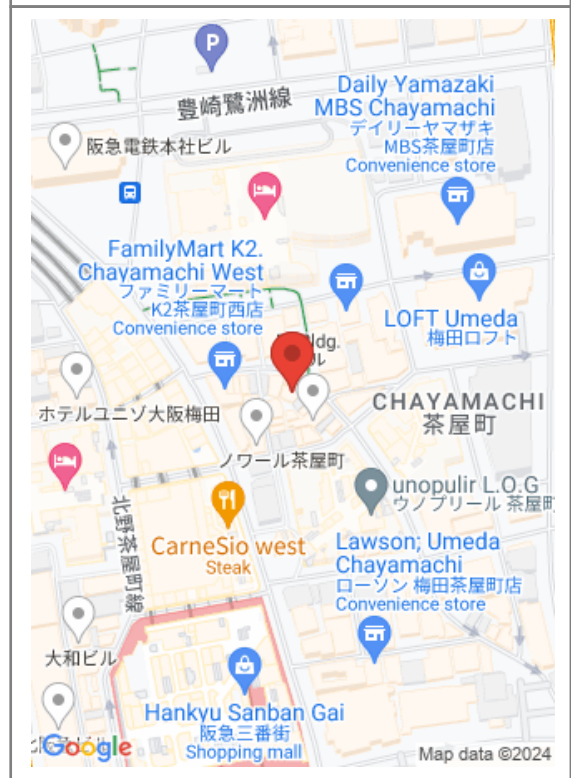 P
豊崎鷺洲線
Daily Yamazaki
MBS Chayamachi
デイリーヤマザキ
MBS茶屋町店
Convenience store
阪急電鉄本社ビル
FamilyMart K2.
Chayamachi West
ファミリーマート
K2茶屋町西店
Convenience store
LOFT Umeda
梅田ロフト
ldg.
ル
ホテルユニゾ大阪梅田
CHAYAMACHI
茶屋町
ノワール茶屋町
unopulir L.O.G
ウノプリール 茶屋町
CarneSio west
Steak
北野茶屋町線
Lawson; Umeda
Chayamachi
ローソン 梅田茶屋町店
Convenience store
大和ビル
Hankyu Sanban Gai
阪急三番街
Shopping mall
Google
Map data ©2024